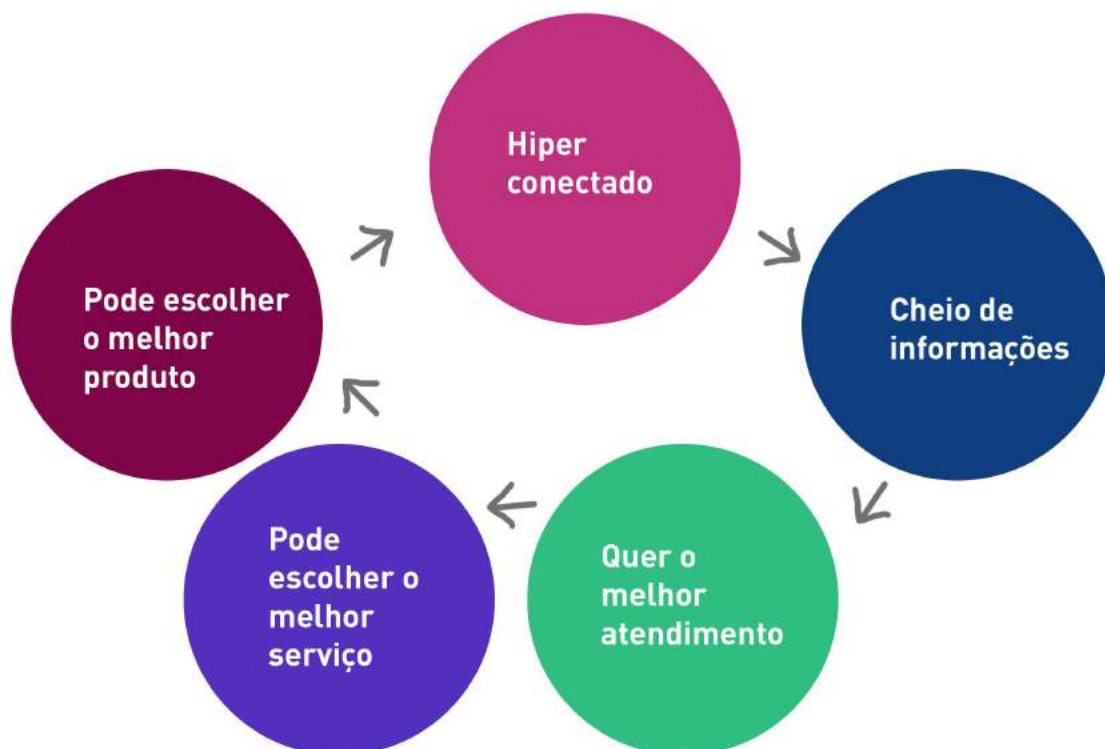 Hiper
conectado
Cheio de
informações
Quer o
melhor
atendimento
Pode
escolher o
melhor
serviço
Pode escolher
o melhor
produto